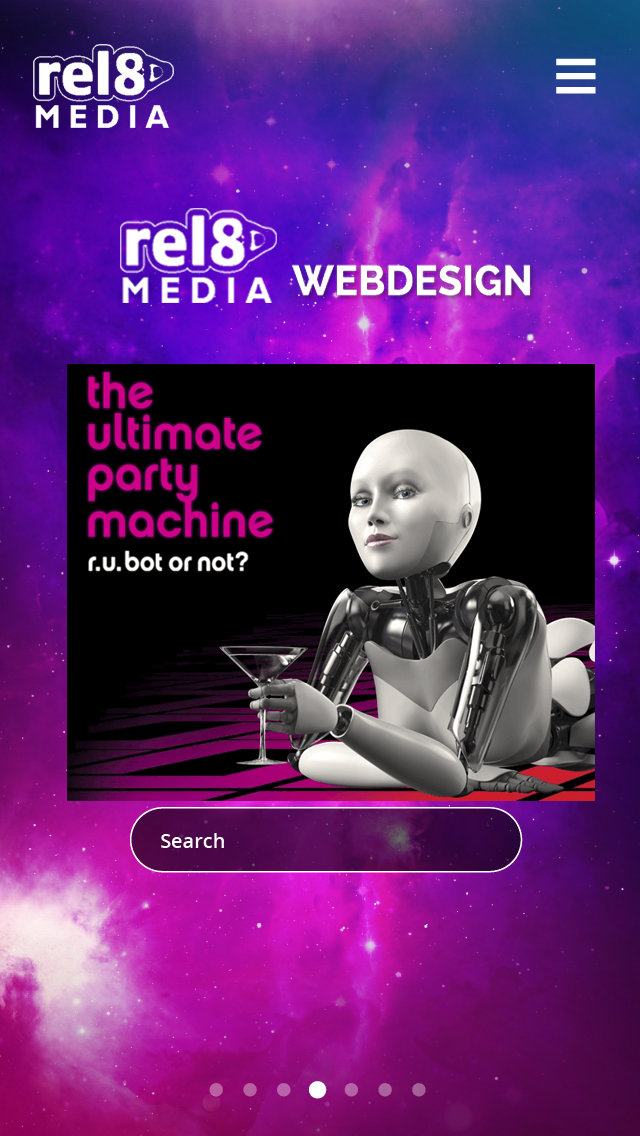 rel8
MEDIA
rel8
MEDIA WEBDESIGN
the
ultimate
party
machine
r.u.bot or not?
Search